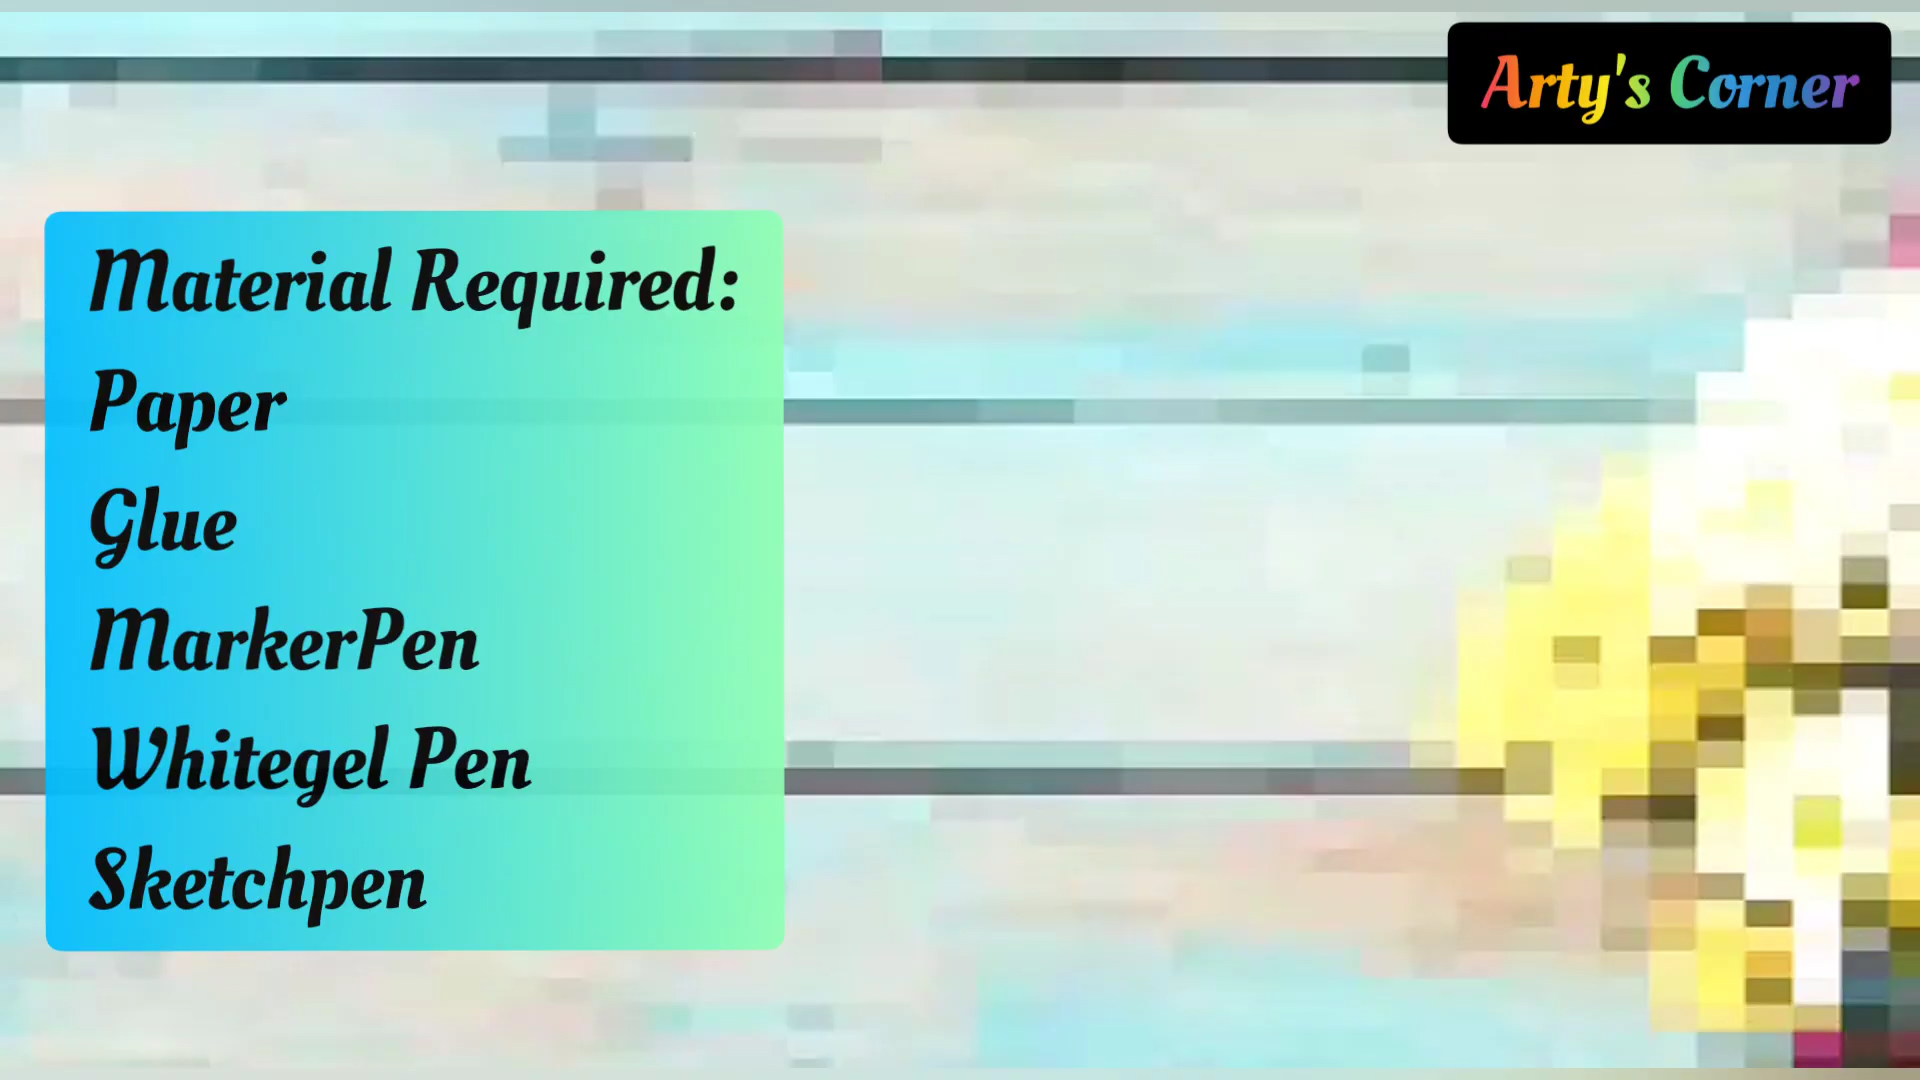 Arty's Corner
Material Required:
Paper
Glue
MarkerPen
Whitegel Pen
Sketchpen